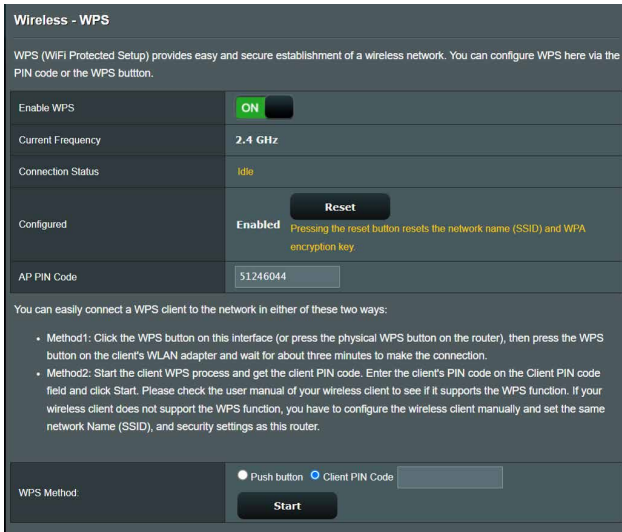 Wireless - WPS
WPS (WiFi Protected Setup) provides easy and secure establishment of a wireless network. You can configure WPS here via the
PIN code or the WPS buttton.
Enable WPS
ON
Current Frequency
2.4 GHz
Connection Status
Idle
Configured
Enabled
Reset
Pressing the reset button resets the network name (SSID) and WPA
encryption key.
AP PIN Code
51246044
You can easily connect a WPS client to the network in either of these two ways:
• Method1: Click the WPS button on this interface (or press the physical WPS button on the router), then press the WPS
button on the client's WLAN adapter and wait for about three minutes to make the connection.
• Method2: Start the client WPS process and get the client PIN code. Enter the client's PIN code on the Client PIN code
field and click Start. Please check the user manual of your wireless client to see if it supports the WPS function. If your
wireless client does not support the WPS function, you have to configure the wireless client manually and set the same
network Name (SSID), and security settings as this router.
WPS Method:
Push button Client PIN Code
Start